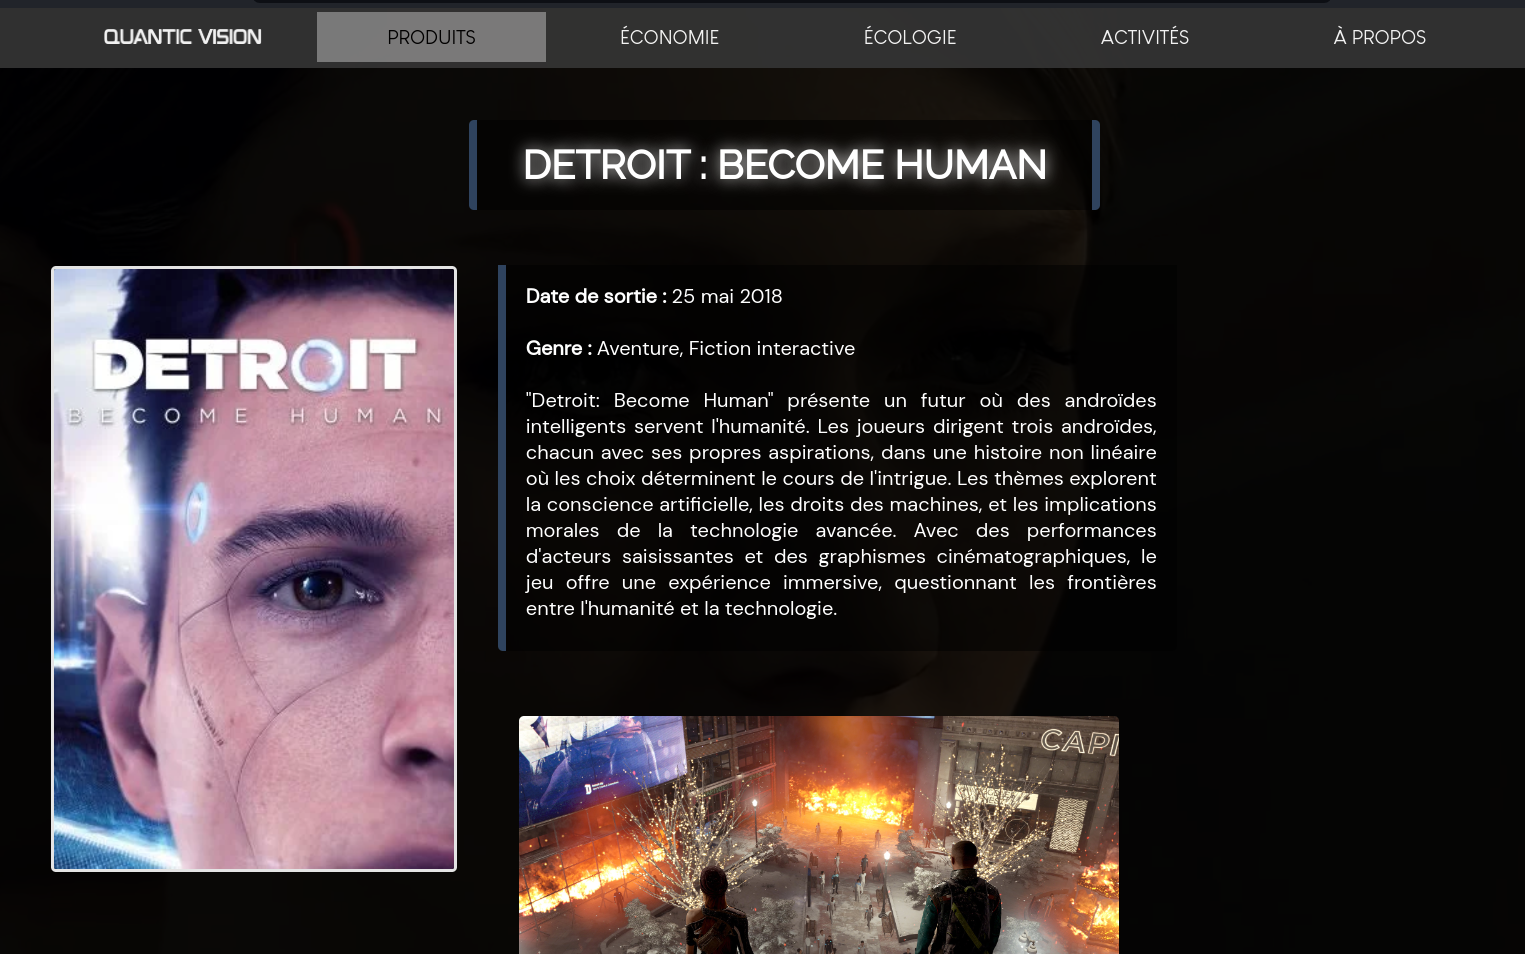 QUANTIC VISION
PRODUITS
ÉCONOMIE
ÉCOLOGIE
ACTIVITÉS
À PROPOS
DETROIT : BECOME HUMAN
DETROIT
BECOME HUMAN
Date de sortie : 25 mai 2018
Genre : Aventure, Fiction interactive
"Detroit: Become Human" présente un futur où des androïdes
intelligents servent l'humanité. Les joueurs dirigent trois androïdes,
chacun avec ses propres aspirations, dans une histoire non linéaire
où les choix déterminent le cours de l'intrigue. Les thèmes explorent
la conscience artificielle, les droits des machines, et les implications
morales de la technologie avancée. Avec des performances
d'acteurs saisissantes et des graphismes cinématographiques, le
jeu offre une expérience immersive, questionnant les frontières
entre l'humanité et la technologie.
CAPI